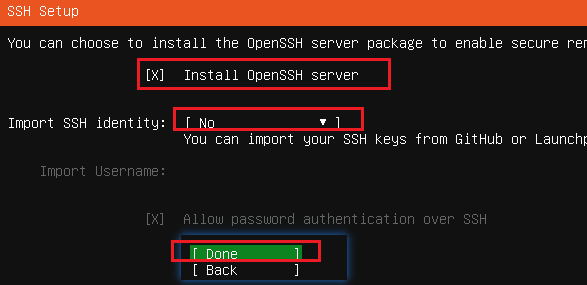 SSH Setup
You can choose to install the OpenSSH server package to enable secure
[X] Install OpenSSH server
Import SSH identity: [ No ▼ ]
You can import your SSH keys from GitHub or
Import Username:
[X] Allow password authentication over SSH
[ Done ]
[ Back ]